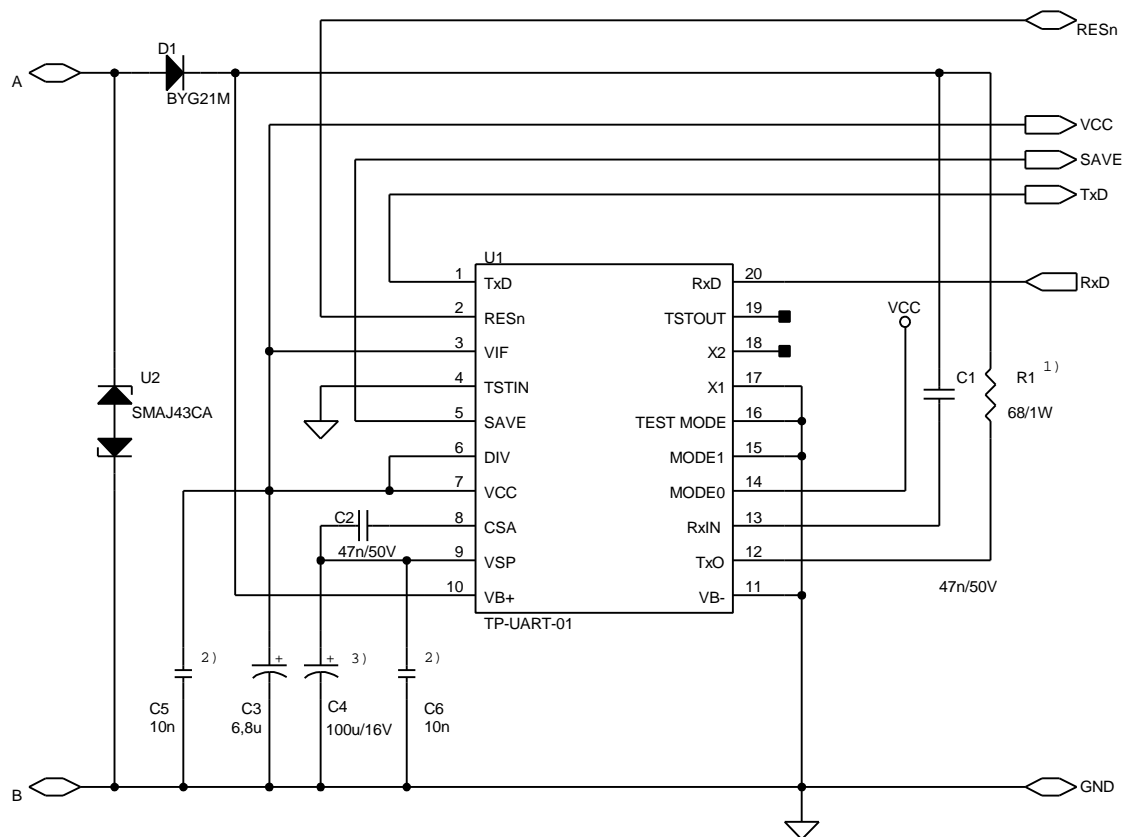 RESn
D1
A
BYG21M
VCC
SAVE
TxD
U1
1 TxD RxD 20 RxD
2 RESn TSTOUT 19 VCC
3 VIF X2 18
U2 4 TSTIN X1 17 C1 R1 1)
SMAJ43CA 5 SAVE TEST MODE 16 68/1W
6 DIV MODE1 15
7 VCC MODE0 14
C2 8 CSA RxIN 13
47n/50V 9 VSP TxO 12
10 VB+ VB- 11 47n/50V
TP-UART-01
2) + + 3) 2)
C5 C3 C4 C6
10n 6,8u 100u/16V 10n
B GND